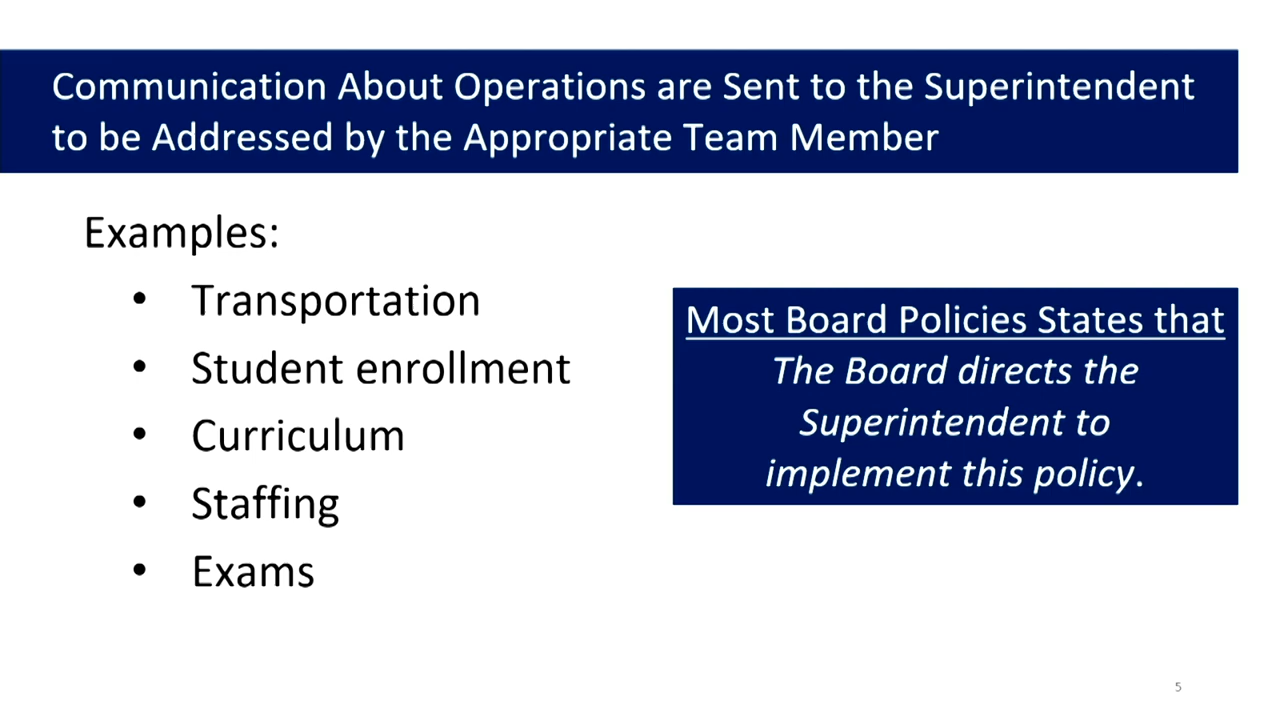 Communication About Operations are Sent to the Superintendent
to be Addressed by the Appropriate Team Member
Examples:
• Transportation
• Student enrollment
• Curriculum
• Staffing
• Exams
Most Board Policies States that
The Board directs the
Superintendent to
implement this policy.
5